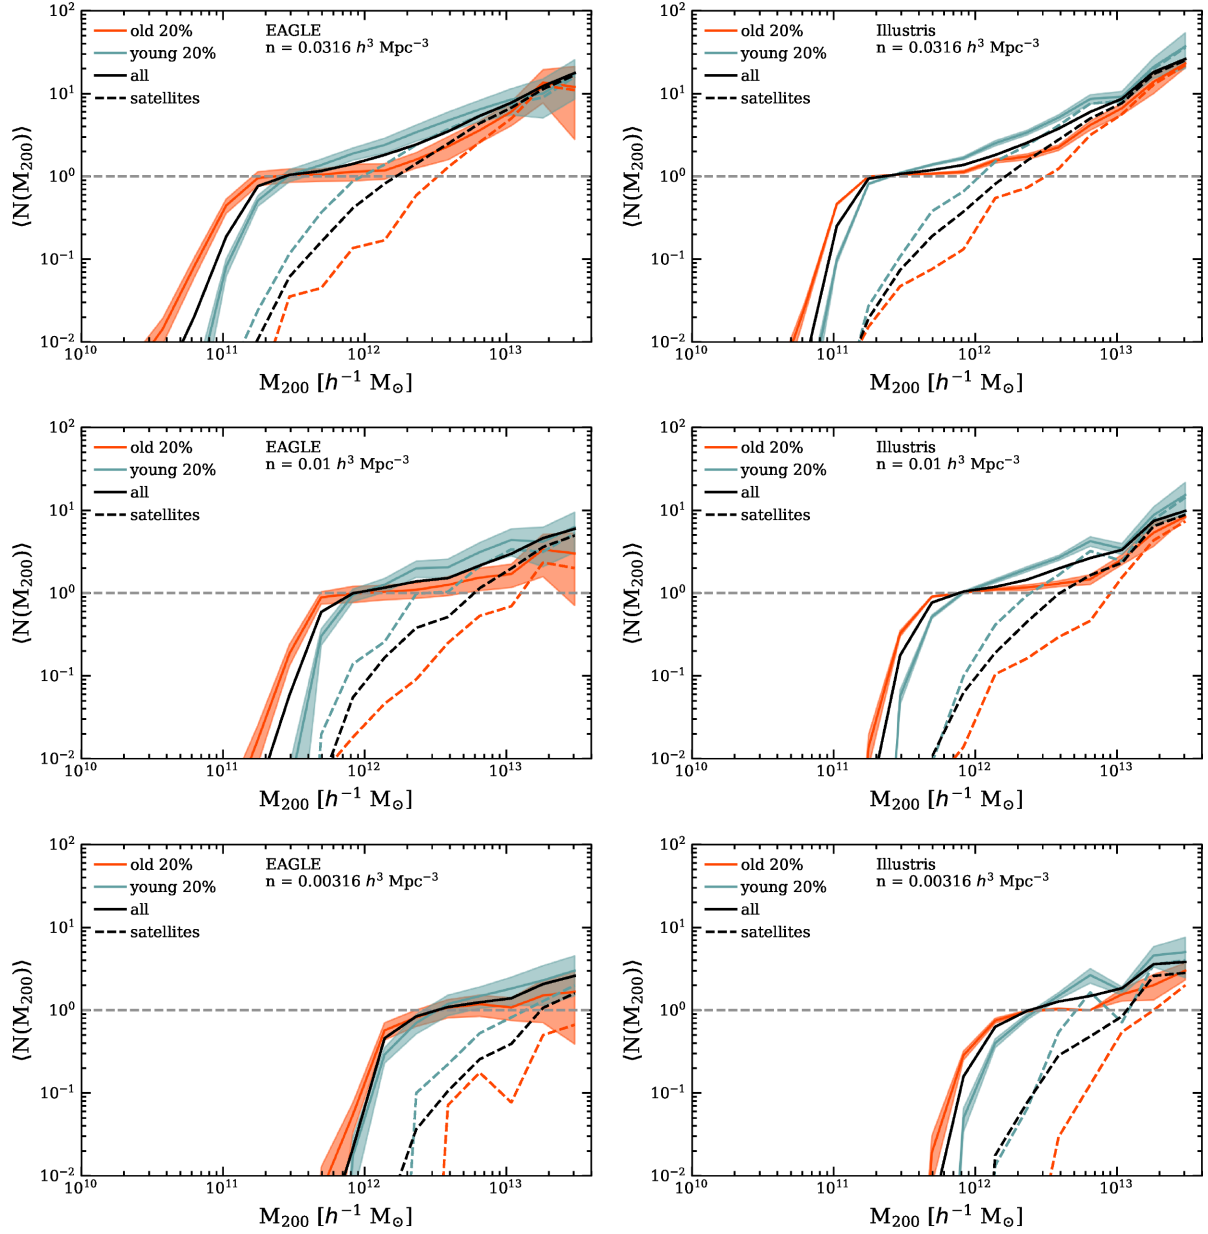 old 20%
young 20%
all
satellites
EAGLE
n = 0.0316 h³ Mpc⁻³
⟨N(M₂₀₀)⟩
10²
10¹
10⁰
10⁻¹
10⁻²
10¹⁰
10¹¹
10¹²
10¹³
M₂₀₀ [h⁻¹ M⊙]
old 20%
young 20%
all
satellites
Illustris
n = 0.0316 h³ Mpc⁻³
⟨N(M₂₀₀)⟩
10²
10¹
10⁰
10⁻¹
10⁻²
10¹⁰
10¹¹
10¹²
10¹³
M₂₀₀ [h⁻¹ M⊙]
old 20%
young 20%
all
satellites
EAGLE
n = 0.01 h³ Mpc⁻³
⟨N(M₂₀₀)⟩
10²
10¹
10⁰
10⁻¹
10⁻²
10¹⁰
10¹¹
10¹²
10¹³
M₂₀₀ [h⁻¹ M⊙]
old 20%
young 20%
all
satellites
Illustris
n = 0.01 h³ Mpc⁻³
⟨N(M₂₀₀)⟩
10²
10¹
10⁰
10⁻¹
10⁻²
10¹⁰
10¹¹
10¹²
10¹³
M₂₀₀ [h⁻¹ M⊙]
old 20%
young 20%
all
satellites
EAGLE
n = 0.00316 h³ Mpc⁻³
⟨N(M₂₀₀)⟩
10²
10¹
10⁰
10⁻¹
10⁻²
10¹⁰
10¹¹
10¹²
10¹³
M₂₀₀ [h⁻¹ M⊙]
old 20%
young 20%
all
satellites
Illustris
n = 0.00316 h³ Mpc⁻³
⟨N(M₂₀₀)⟩
10²
10¹
10⁰
10⁻¹
10⁻²
10¹⁰
10¹¹
10¹²
10¹³
M₂₀₀ [h⁻¹ M⊙]